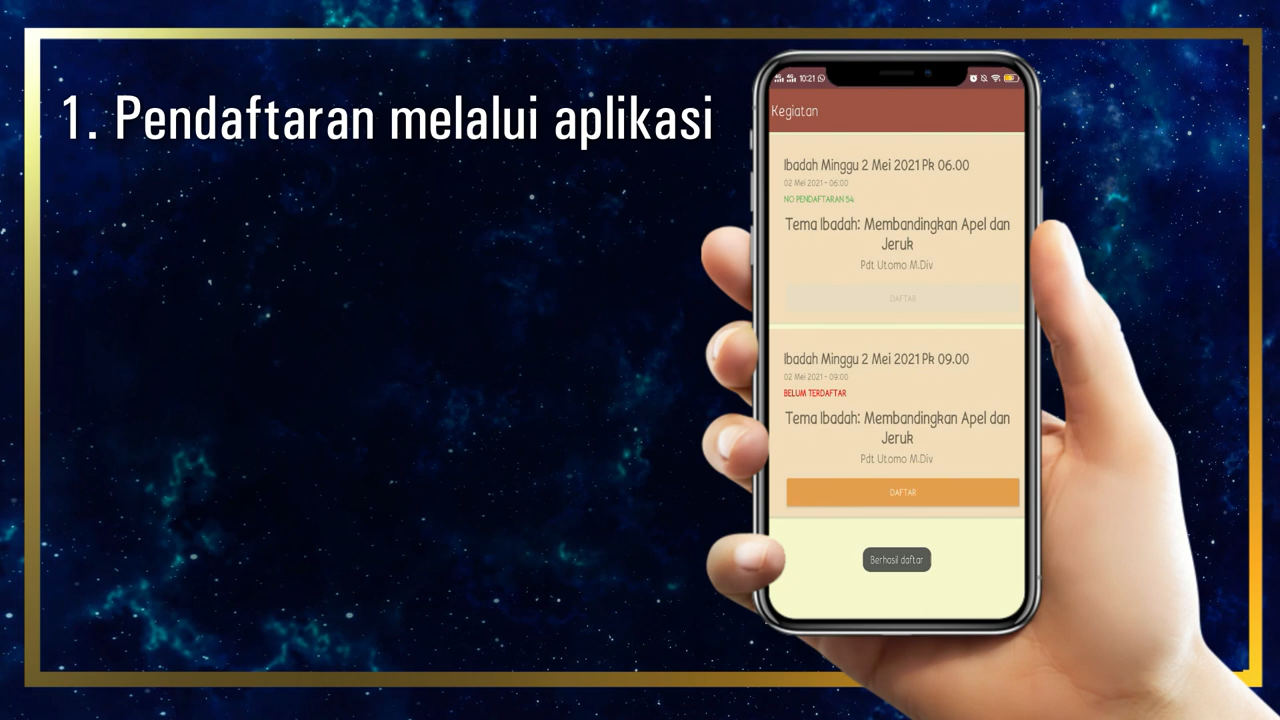 1. Pendaftaran melalui aplikasi
4G 4G 10:21
Kegiatan
Ibadah Minggu 2 Mei 2021 Pk 06.00
02 Mei 2021 - 06:00
NO PENDAFTARAN 54
Tema Ibadah: Membandingkan Apel dan
Jeruk
Pdt Utomo M.Div
DAFTAR
Ibadah Minggu 2 Mei 2021 Pk 09.00
02 Mei 2021 - 09:00
BELUM TERDAFTAR
Tema Ibadah: Membandingkan Apel dan
Jeruk
Pdt Utomo M.Div
DAFTAR
Berhasil daftar